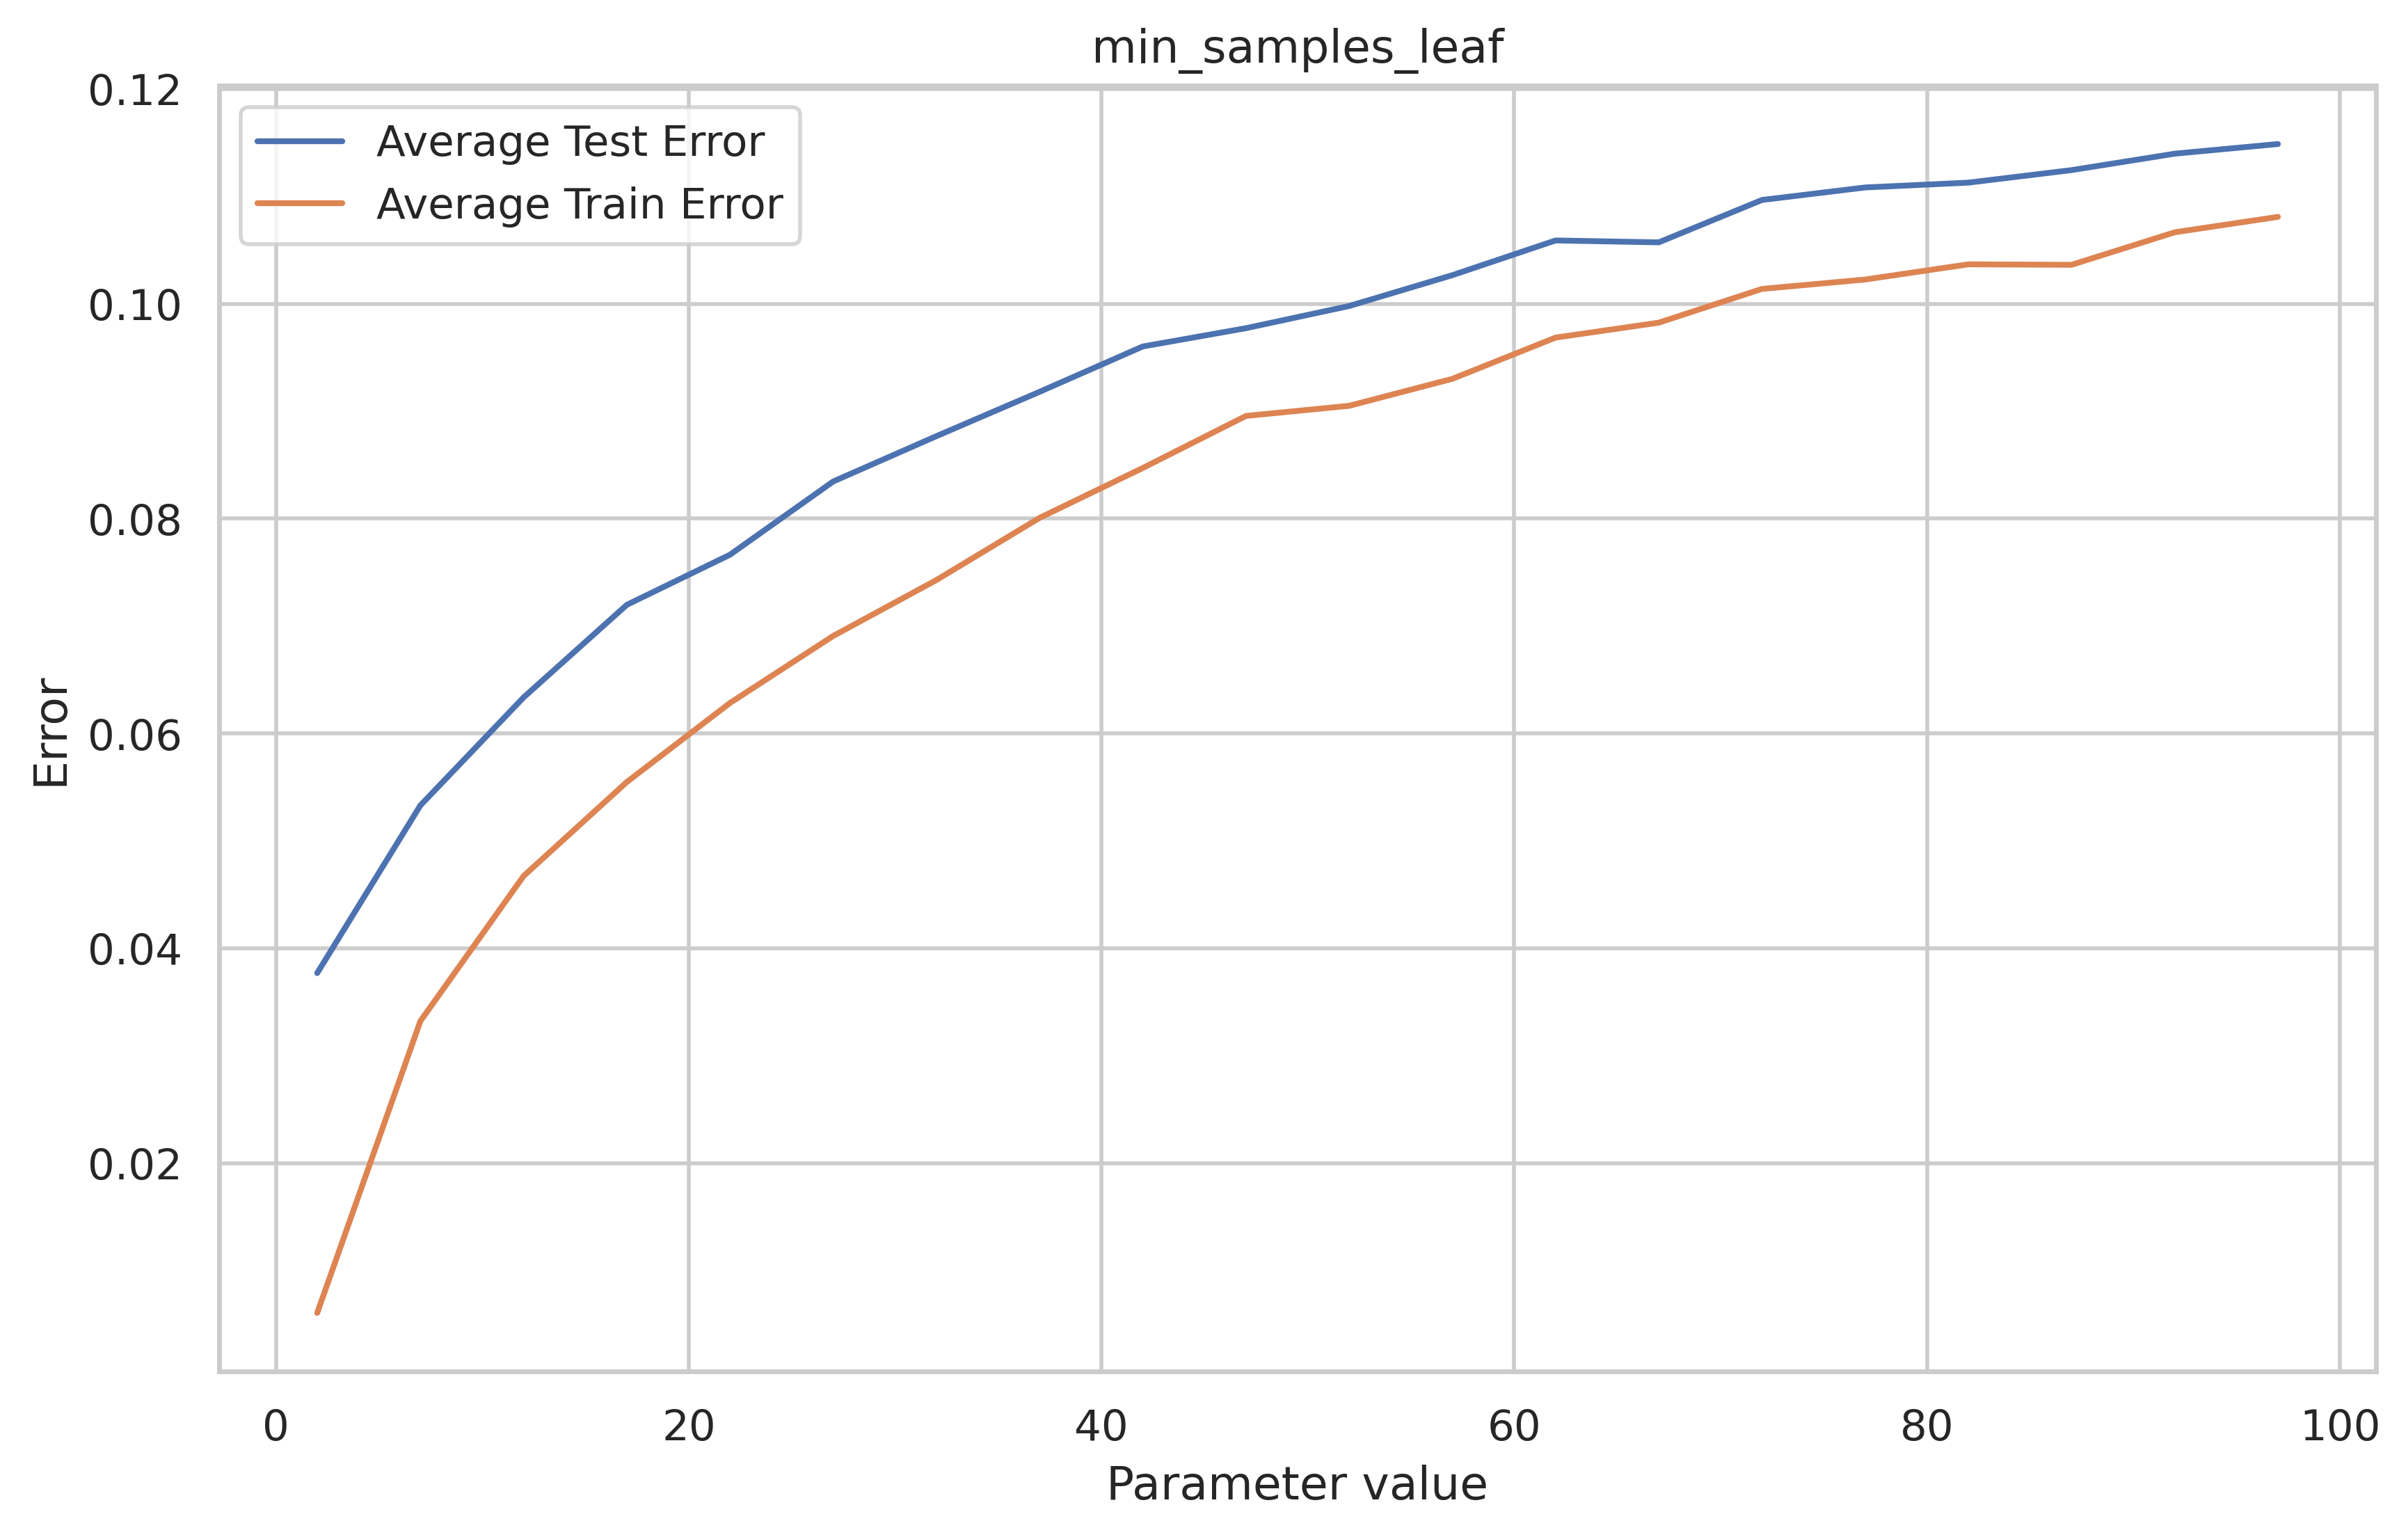 min_samples_leaf
0.12
0.10
0.08
0.06
0.04
0.02
Error
Average Test Error
Average Train Error
0 20 40 60 80 100
Parameter value